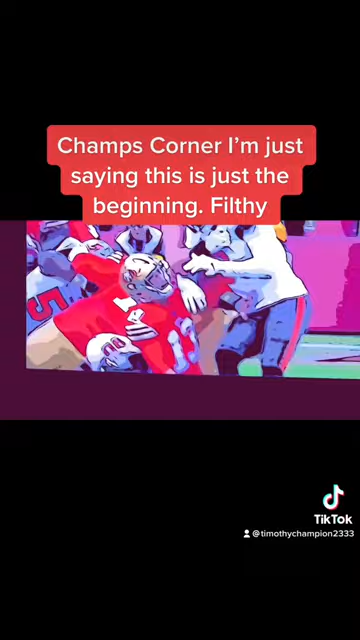 Champs Corner I’m just
saying this is just the
beginning. Filthy
TikTok
@timothychampion2333